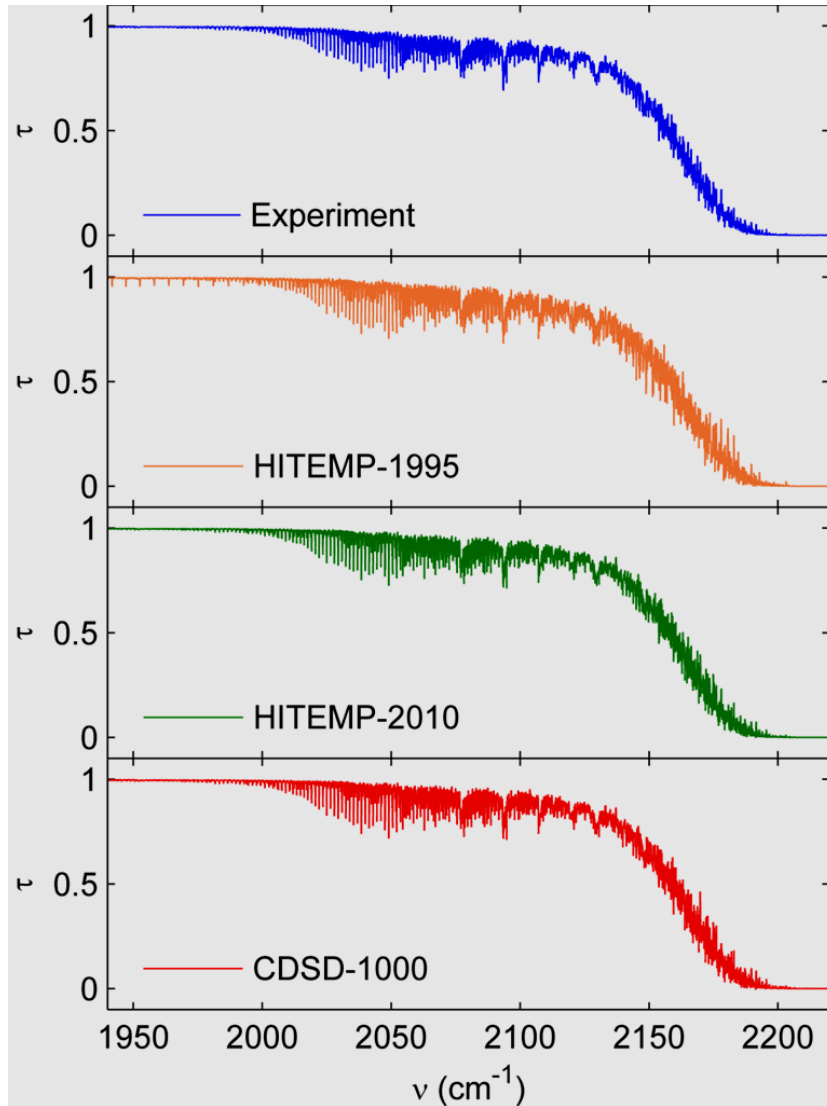 1
τ 0.5
Experiment
0
1
τ 0.5
HITEMP-1995
0
1
τ 0.5
HITEMP-2010
0
1
τ 0.5
CDSD-1000
0
1950 2000 2050 2100 2150 2200
ν (cm⁻¹)